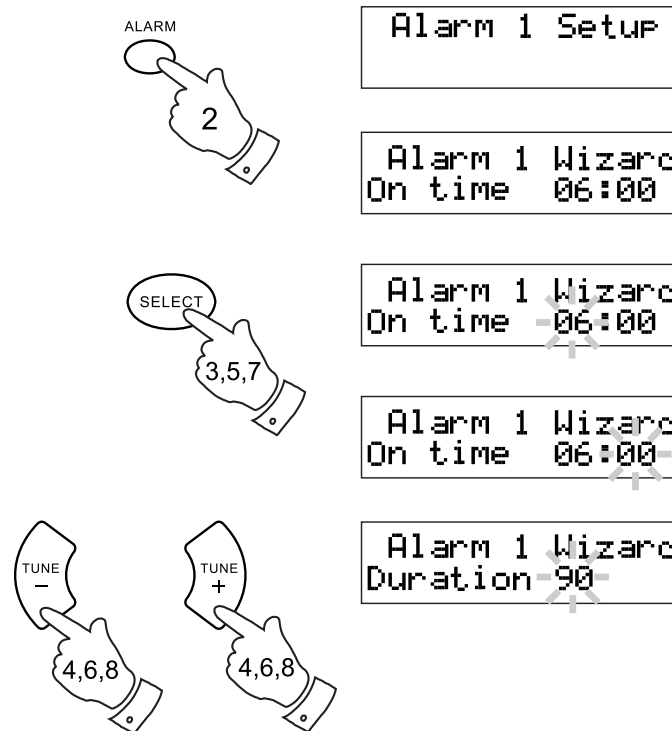 ALARM
2
Alarm 1 Setup
Alarm 1 Wizard
On time 06:00
SELECT
3,5,7
Alarm 1 Wizard
On time 06:00
Alarm 1 Wizard
On time 06:00
Alarm 1 Wizard
Duration 90
TUNE
–
4,6,8
TUNE
+
4,6,8